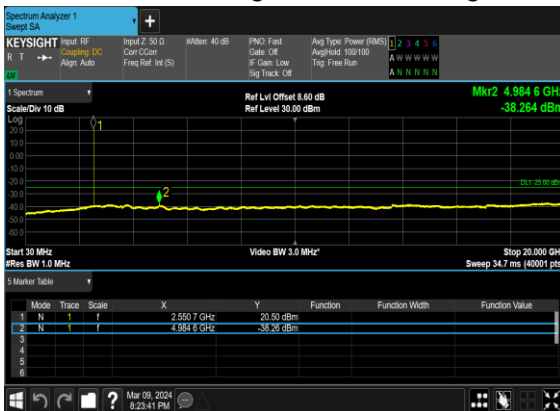 Spectrum Analyzer 1
Swept SA
KEYSIGHT
R T
LV
Input: RF
Coupling: DC
Align: Auto
Input Z: 50 Ω
Corr CCorr
Freq Ref: Int (S)
#Atten: 40 dB
PNO: Fast
Gate: Off
IF Gain: Low
Sig Track: Off
Avg Type: Power (RMS)
Avg|Hold: 100/100
Trig: Free Run
1 2 3 4 5 6
A W W W W W
A N N N N N
1 Spectrum
Scale/Div 10 dB
Ref Lvl Offset 8.60 dB
Ref Level 30.00 dBm
Mkr2 4.984 6 GHz
-38.264 dBm
Log
20.0
10.0
0.00
-10.0
-20.0
-30.0
-40.0
-50.0
-60.0
1
2
DL1 -25.00 dBm
Start 30 MHz
#Res BW 1.0 MHz
Video BW 3.0 MHz*
Stop 20.000 GHz
Sweep 34.7 ms (40001 pts)
5 Marker Table
Mode Trace Scale X Y Function Function Width Function Value
1 N 1 f 2.550 7 GHz 20.50 dBm
2 N 1 f 4.984 6 GHz -38.26 dBm
3
4
5
6
?
Mar 09, 2024
8:23:41 PM